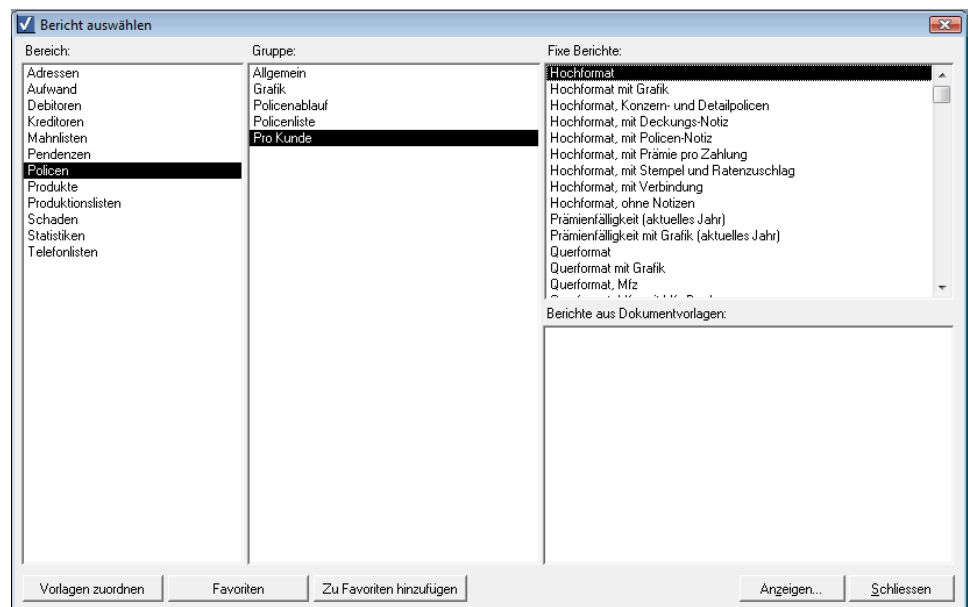 Bericht auswählen
Bereich:
Adressen
Aufwand
Debitoren
Kreditoren
Mahnlisten
Pendenzen
Policen
Produkte
Produktionslisten
Schaden
Statistiken
Telefonlisten
Gruppe:
Allgemein
Grafik
Policenablauf
Policenliste
Pro Kunde
Fixe Berichte:
Hochformat
Hochformat mit Grafik
Hochformat, Konzern- und Detailpolicen
Hochformat, mit Deckungs-Notiz
Hochformat, mit Policen-Notiz
Hochformat, mit Prämie pro Zahlung
Hochformat, mit Stempel und Ratenzuschlag
Hochformat, mit Verbindung
Hochformat, ohne Notizen
Prämienfälligkeit (aktuelles Jahr)
Prämienfälligkeit mit Grafik (aktuelles Jahr)
Querformat
Querformat mit Grafik
Querformat, Mfz
Berichte aus Dokumentvorlagen:
Vorlagen zuordnen
Favoriten
Zu Favoriten hinzufügen
Anzeigen...
Schliessen